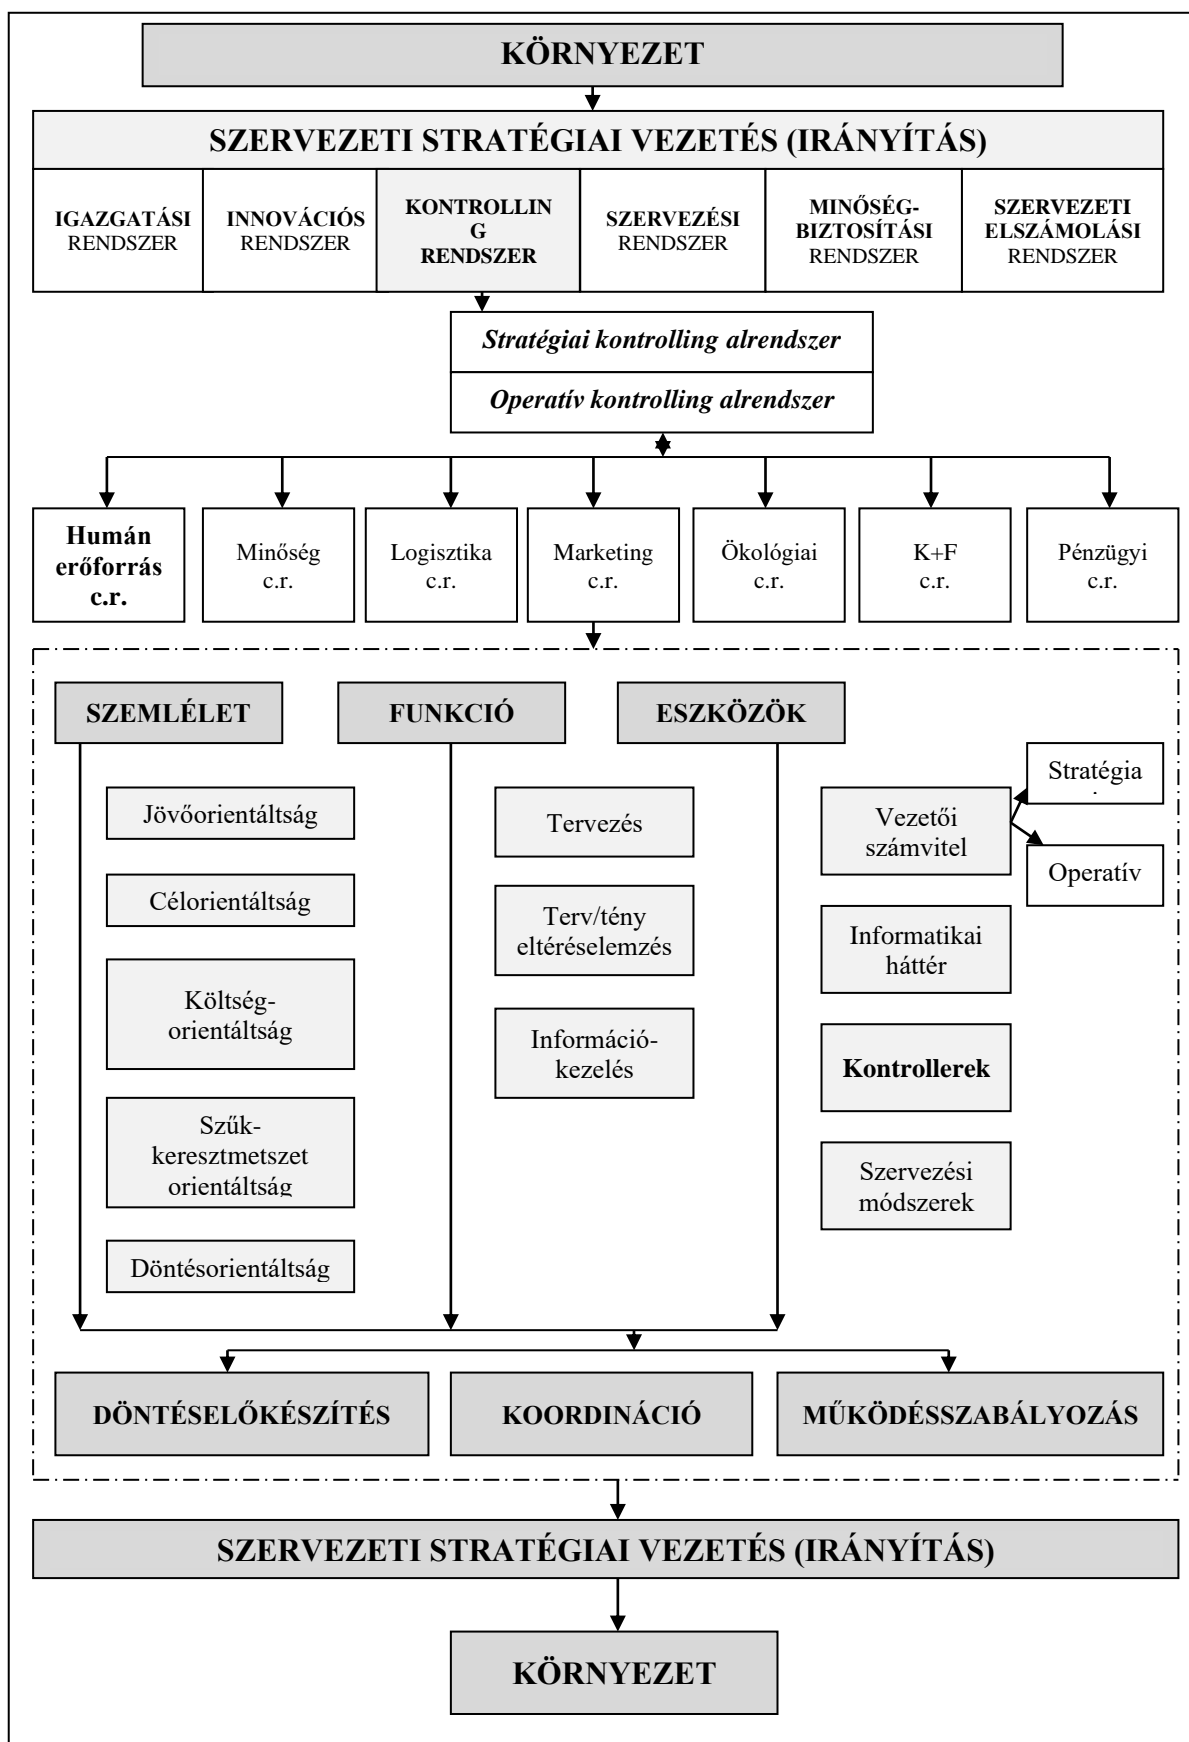 KÖRNYEZET
SZERVEZETI STRATÉGIAI VEZETÉS (IRÁNYÍTÁS)
IGAZGATÁSI
RENDSZER
INNOVÁCIÓS
RENDSZER
KONTROLLIN
G
RENDSZER
SZERVEZÉSI
RENDSZER
MINŐSÉG-
BIZTOSÍTÁSI
RENDSZER
SZERVEZETI
ELSZÁMOLÁSI
RENDSZER
Stratégiai kontrolling alrendszer
Operatív kontrolling alrendszer
Humán
erőforrás
c.r.
Minőség
c.r.
Logisztika
c.r.
Marketing
c.r.
Ökológiai
c.r.
K+F
c.r.
Pénzügyi
c.r.
SZEMLÉLET
FUNKCIÓ
ESZKÖZÖK
Jövőorientáltság
Célorientáltság
Költség-
orientáltság
Szűk-
keresztmetszet
orientáltság
Döntésorientáltság
Tervezés
Terv/tény
eltéréselemzés
Információ-
kezelés
Vezetői
számvitel
Stratégia
Operatív
Informatikai
háttér
Kontrollerek
Szervezési
módszerek
DÖNTÉSELŐKÉSZÍTÉS
KOORDINÁCIÓ
MŰKÖDÉSSZABÁLYOZÁS
SZERVEZETI STRATÉGIAI VEZETÉS (IRÁNYÍTÁS)
KÖRNYEZET